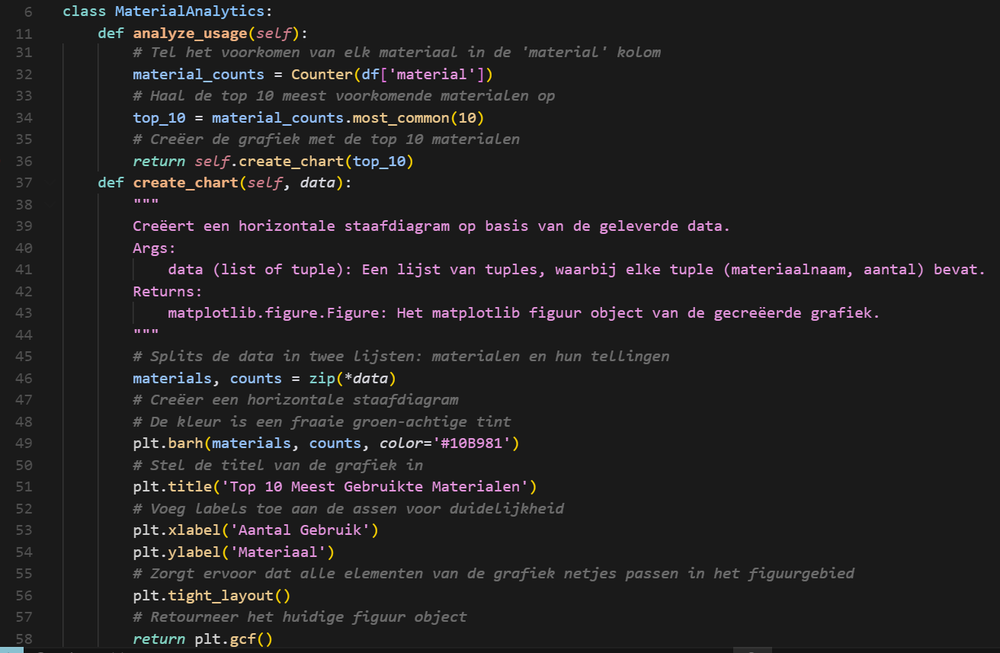 6 class MaterialAnalytics:
11 def analyze_usage(self):
31 # Tel het voorkomen van elk materiaal in de 'material' kolom
32 material_counts = Counter(df['material'])
33 # Haal de top 10 meest voorkomende materialen op
34 top_10 = material_counts.most_common(10)
35 # Creëer de grafiek met de top 10 materialen
36 return self.create_chart(top_10)
37 def create_chart(self, data):
38 """
39 Creëert een horizontale staafdiagram op basis van de geleverde data.
40 Args:
41 data (list of tuple): Een lijst van tuples, waarbij elke tuple (materiaalnaam, aantal) bevat.
42 Returns:
43 matplotlib.figure.Figure: Het matplotlib figuur object van de gecreëerde grafiek.
44 """
45 # Splits de data in twee lijsten: materialen en hun tellingen
46 materials, counts = zip(*data)
47 # Creëer een horizontale staafdiagram
48 # De kleur is een fraaie groen-achtige tint
49 plt.barh(materials, counts, color='#10B981')
50 # Stel de titel van de grafiek in
51 plt.title('Top 10 Meest Gebruikte Materialen')
52 # Voeg labels toe aan de assen voor duidelijkheid
53 plt.xlabel('Aantal Gebruik')
54 plt.ylabel('Materiaal')
55 # Zorgt ervoor dat alle elementen van de grafiek netjes passen in het figuurgebied
56 plt.tight_layout()
57 # Retourneer het huidige figuur object
58 return plt.gcf()